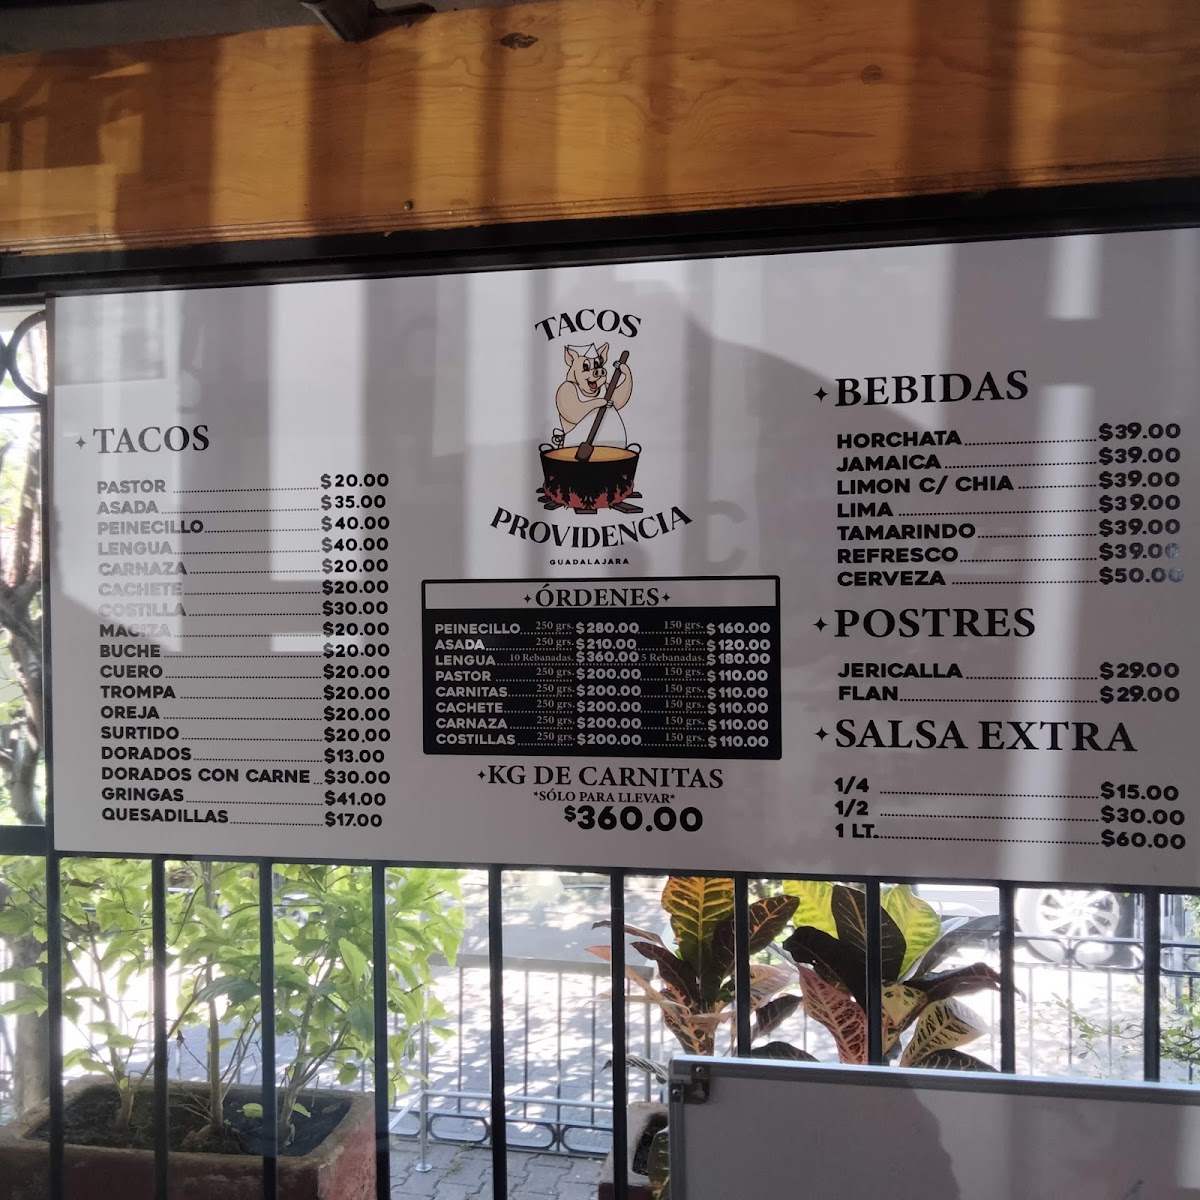 TACOS
PROVIDENCIA
GUADALAJARA
TACOS
PASTOR $20.00
ASADA $35.00
PEINECILLO $40.00
LENGUA $40.00
CARNAZA $20.00
CACHETE $20.00
COSTILLA $30.00
MACIZA $20.00
BUCHE $20.00
CUERO $20.00
TROMPA $20.00
OREJA $20.00
SURTIDO $20.00
DORADOS $13.00
DORADOS CON CARNE $30.00
GRINGAS $41.00
QUESADILLAS $17.00
ÓRDENES
PEINECILLO 250 grs. $280.00 150 grs. $160.00
ASADA 250 grs. $210.00 150 grs. $120.00
LENGUA 10 Rebanadas. $360.00 5 Rebanadas. $180.00
PASTOR 250 grs. $200.00 150 grs. $110.00
CARNITAS 250 grs. $200.00 150 grs. $110.00
CACHETE 250 grs. $200.00 150 grs. $110.00
CARNAZA 250 grs. $200.00 150 grs. $110.00
COSTILLAS 250 grs. $200.00 150 grs. $110.00
KG DE CARNITAS
*SÓLO PARA LLEVAR*
$360.00
BEBIDAS
HORCHATA $39.00
JAMAICA $39.00
LIMON C/ CHIA $39.00
LIMA $39.00
TAMARINDO $39.00
REFRESCO $39.00
CERVEZA $50.00
POSTRES
JERICALLA $29.00
FLAN $29.00
SALSA EXTRA
1/4 $15.00
1/2 $30.00
1 LT. $60.00